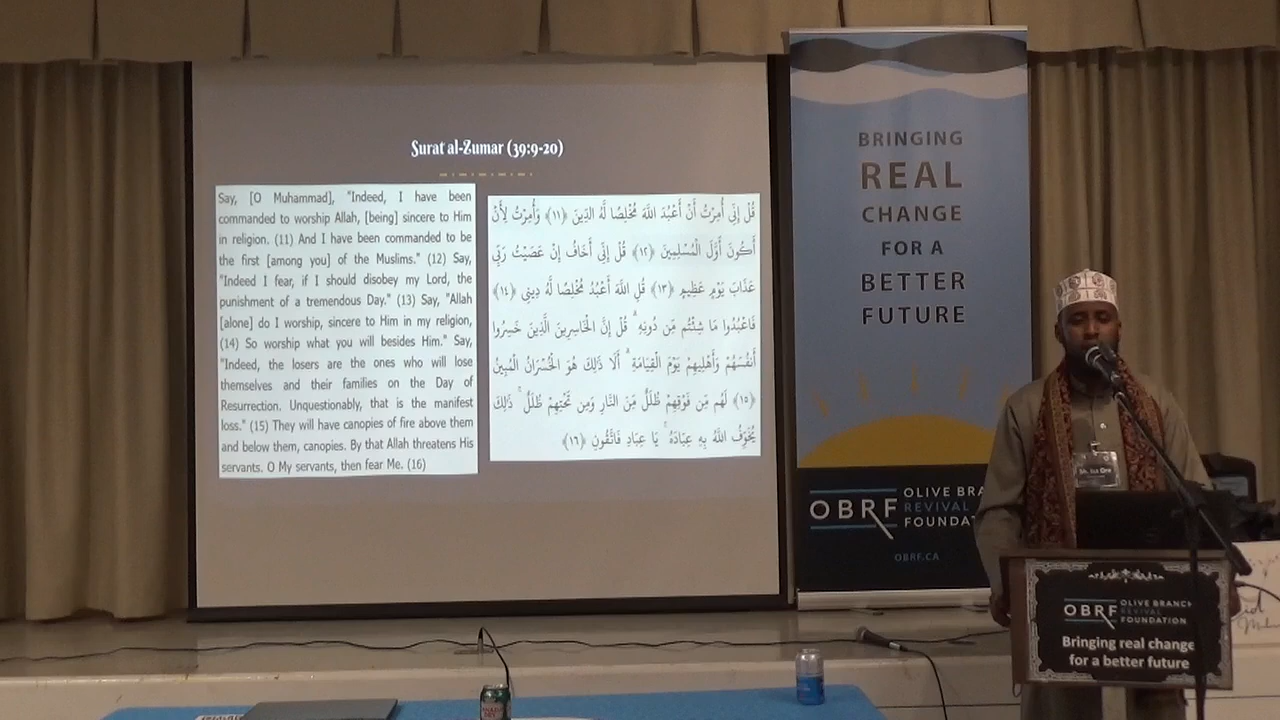 Surat al-Zumar (39:9-20)
Say, [O Muhammad], "Indeed, I have been
commanded to worship Allah, [being] sincere to Him
in religion. (11) And I have been commanded to be
the first [among you] of the Muslims." (12) Say,
"Indeed I fear, if I should disobey my Lord, the
punishment of a tremendous Day." (13) Say, "Allah
[alone] do I worship, sincere to Him in my religion,
(14) So worship what you will besides Him." Say,
"Indeed, the losers are the ones who will lose
themselves and their families on the Day of
Resurrection. Unquestionably, that is the manifest
loss." (15) They will have canopies of fire above them
and below them, canopies. By that Allah threatens His
servants. O My servants, then fear Me. (16)
قُلْ إِنِّي أُمِرْتُ أَنْ أَعْبُدَ اللَّهَ مُخْلِصًا لَّهُ الدِّينَ ﴿١١﴾ وَأُمِرْتُ لِأَنْ
أَكُونَ أَوَّلَ الْمُسْلِمِينَ ﴿١٢﴾ قُلْ إِنِّي أَخَافُ إِنْ عَصَيْتُ رَبِّي
عَذَابَ يَوْمٍ عَظِيمٍ ﴿١٣﴾ قُلِ اللَّهَ أَعْبُدُ مُخْلِصًا لَّهُ دِينِي ﴿١٤﴾
فَاعْبُدُوا مَا شِئْتُم مِّن دُونِهِ ۗ قُلْ إِنَّ الْخَاسِرِينَ الَّذِينَ خَسِرُوا
أَنفُسَهُمْ وَأَهْلِيهِمْ يَوْمَ الْقِيَامَةِ ۗ أَلَا ذَٰلِكَ هُوَ الْخُسْرَانُ الْمُبِينُ
﴿١٥﴾ لَهُم مِّن فَوْقِهِمْ ظُلَلٌ مِّنَ النَّارِ وَمِن تَحْتِهِمْ ظُلَلٌ ۚ ذَٰلِكَ
يُخَوِّفُ اللَّهُ بِهِ عِبَادَهُ ۚ يَا عِبَادِ فَاتَّقُونِ ﴿١٦﴾
BRINGING
REAL
CHANGE
FOR A
BETTER
FUTURE
OBRF
OLIVE BRA
REVIVAL
FOUNDAT
OBRF.CA
OBRF
OLIVE BRANCH
REVIVAL
FOUNDATION
Bringing real change
for a better future